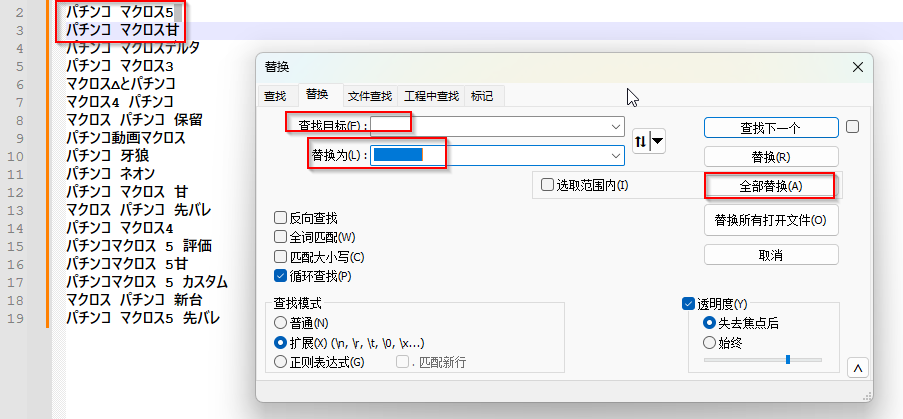 2 パチンコ マクロス5
3 パチンコ マクロス甘
4 パチンコ マクロスデルタ
5 パチンコ マクロス3
6 マクロスΔとパチンコ
7 マクロス4 パチンコ
8 マクロス パチンコ 保留
9 パチンコ動画マクロス
10 パチンコ 牙狼
11 パチンコ ネオン
12 パチンコ マクロス 甘
13 マクロス パチンコ 先バレ
14 パチンコ マクロス4
15 パチンコマクロス 5 評価
16 パチンコマクロス 5甘
17 パチンコマクロス 5 カスタム
18 マクロス パチンコ 新台
19 パチンコ マクロス5 先バレ
替换
查找 替换 文件查找 工程中查找 标记
查找目标(F) :
查找下一个
替换为(L) :
替换(R)
选取范围内(I)
全部替换(A)
替换所有打开文件(O)
取消
反向查找
全词匹配(W)
匹配大小写(C)
循环查找(P)
查找模式
普通(N)
扩展(X) (\n, \r, \t, \0, \x...)
正则表达式(G)
. 匹配新行
透明度(Y)
失去焦点后
始终